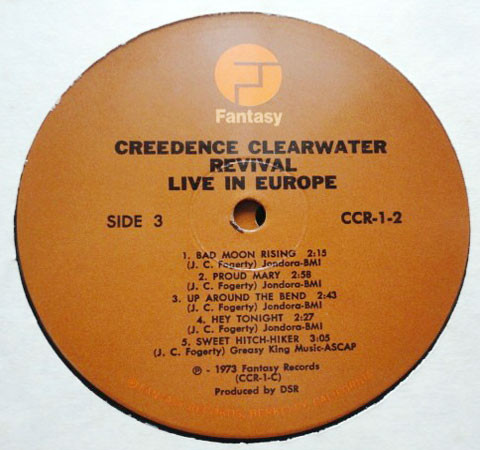 Fantasy
CREEDENCE CLEARWATER
REVIVAL
LIVE IN EUROPE
SIDE 3
CCR-1-2
1. BAD MOON RISING 2:15
(J. C. Fogerty) Jondora-BMI
2. PROUD MARY 2:58
(J. C. Fogerty) Jondora-BMI
3. UP AROUND THE BEND 2:43
(J. C. Fogerty) Jondora-BMI
4. HEY TONIGHT 2:27
(J. C. Fogerty) Jondora-BMI
5. SWEET HITCH-HIKER 3:05
(J. C. Fogerty) Greasy King Music-ASCAP
℗ - 1973 Fantasy Records
(CCR-1-C)
Produced by DSR